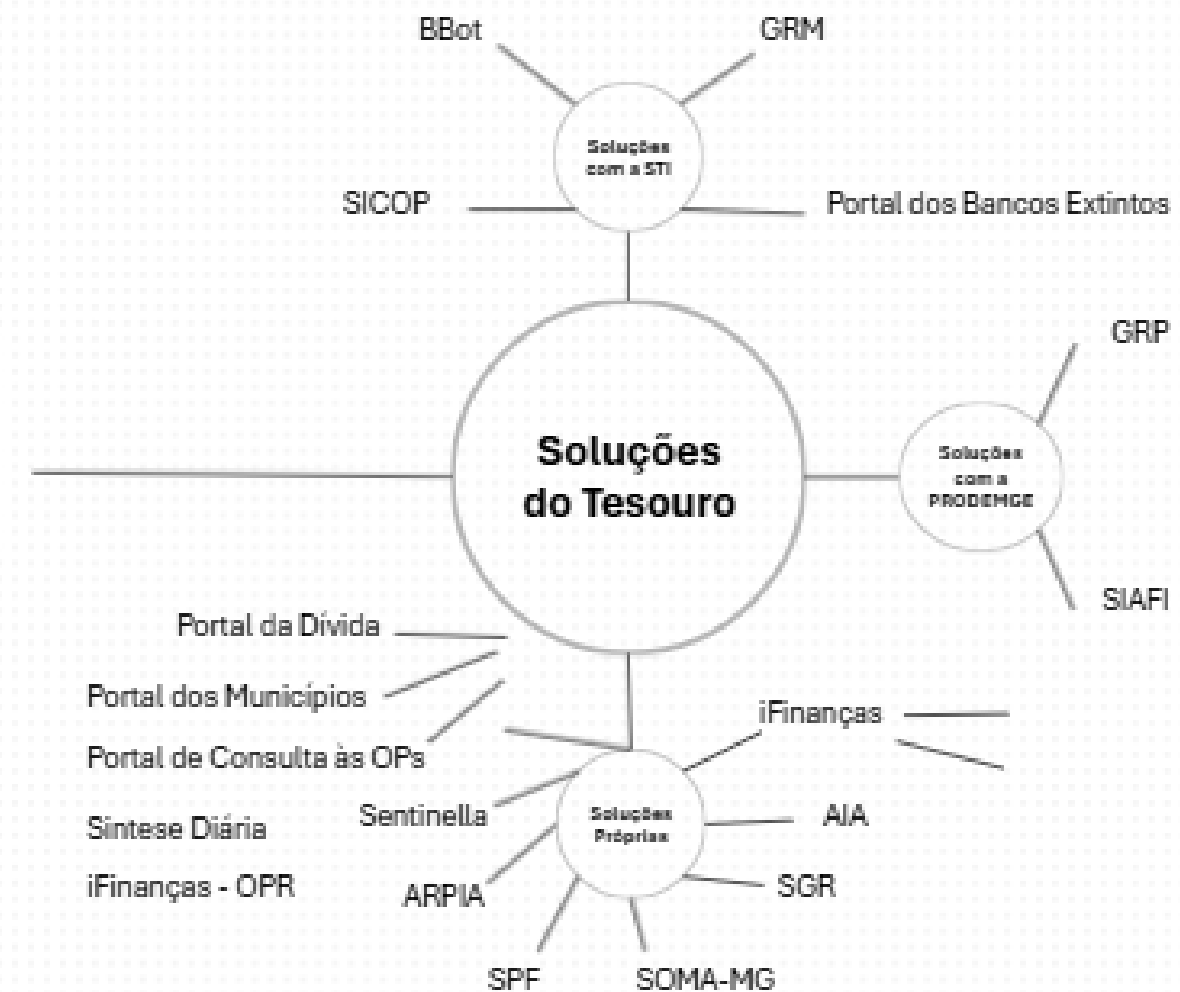 BBot
GRM
Soluções
com a STI
SICOP
Portal dos Bancos Extintos
GRP
Soluções
do Tesouro
Soluções
com a
PRODEMGE
SIAFI
Portal da Dívida
Portal dos Municípios
iFinanças
Portal de Consulta às OPs
Sentinella
Soluções
Próprias
AIA
Síntese Diária
iFinanças - OPR
ARPIA
SGR
SPF
SOMA-MG